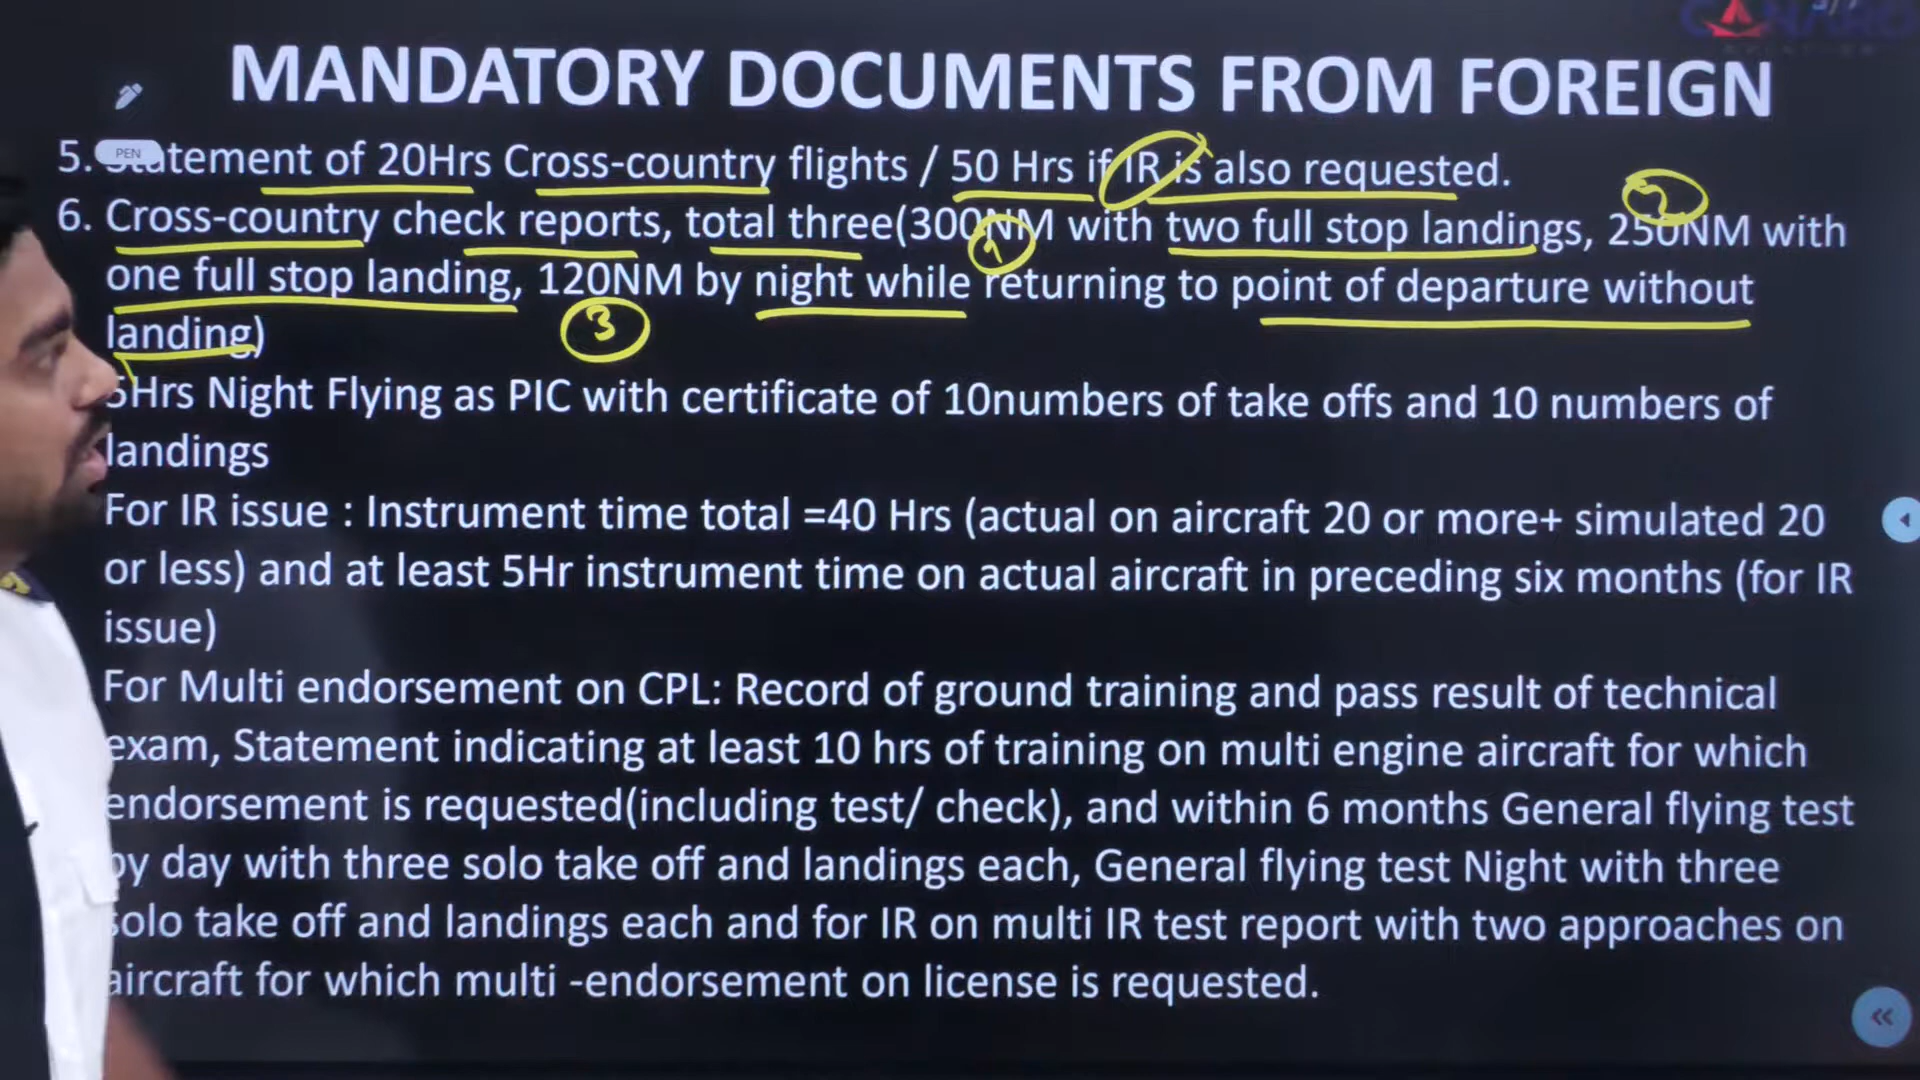 MANDATORY DOCUMENTS FROM FOREIGN
PEN
5. Statement of 20Hrs Cross-country flights / 50 Hrs if IR is also requested.
2
6. Cross-country check reports, total three(300NM with two full stop landings, 250NM with
1
one full stop landing, 120NM by night while returning to point of departure without
3
landing)
5Hrs Night Flying as PIC with certificate of 10numbers of take offs and 10 numbers of
landings
For IR issue : Instrument time total =40 Hrs (actual on aircraft 20 or more+ simulated 20
or less) and at least 5Hr instrument time on actual aircraft in preceding six months (for IR
issue)
For Multi endorsement on CPL: Record of ground training and pass result of technical
exam, Statement indicating at least 10 hrs of training on multi engine aircraft for which
endorsement is requested(including test/ check), and within 6 months General flying test
by day with three solo take off and landings each, General flying test Night with three
solo take off and landings each and for IR on multi IR test report with two approaches on
aircraft for which multi -endorsement on license is requested.